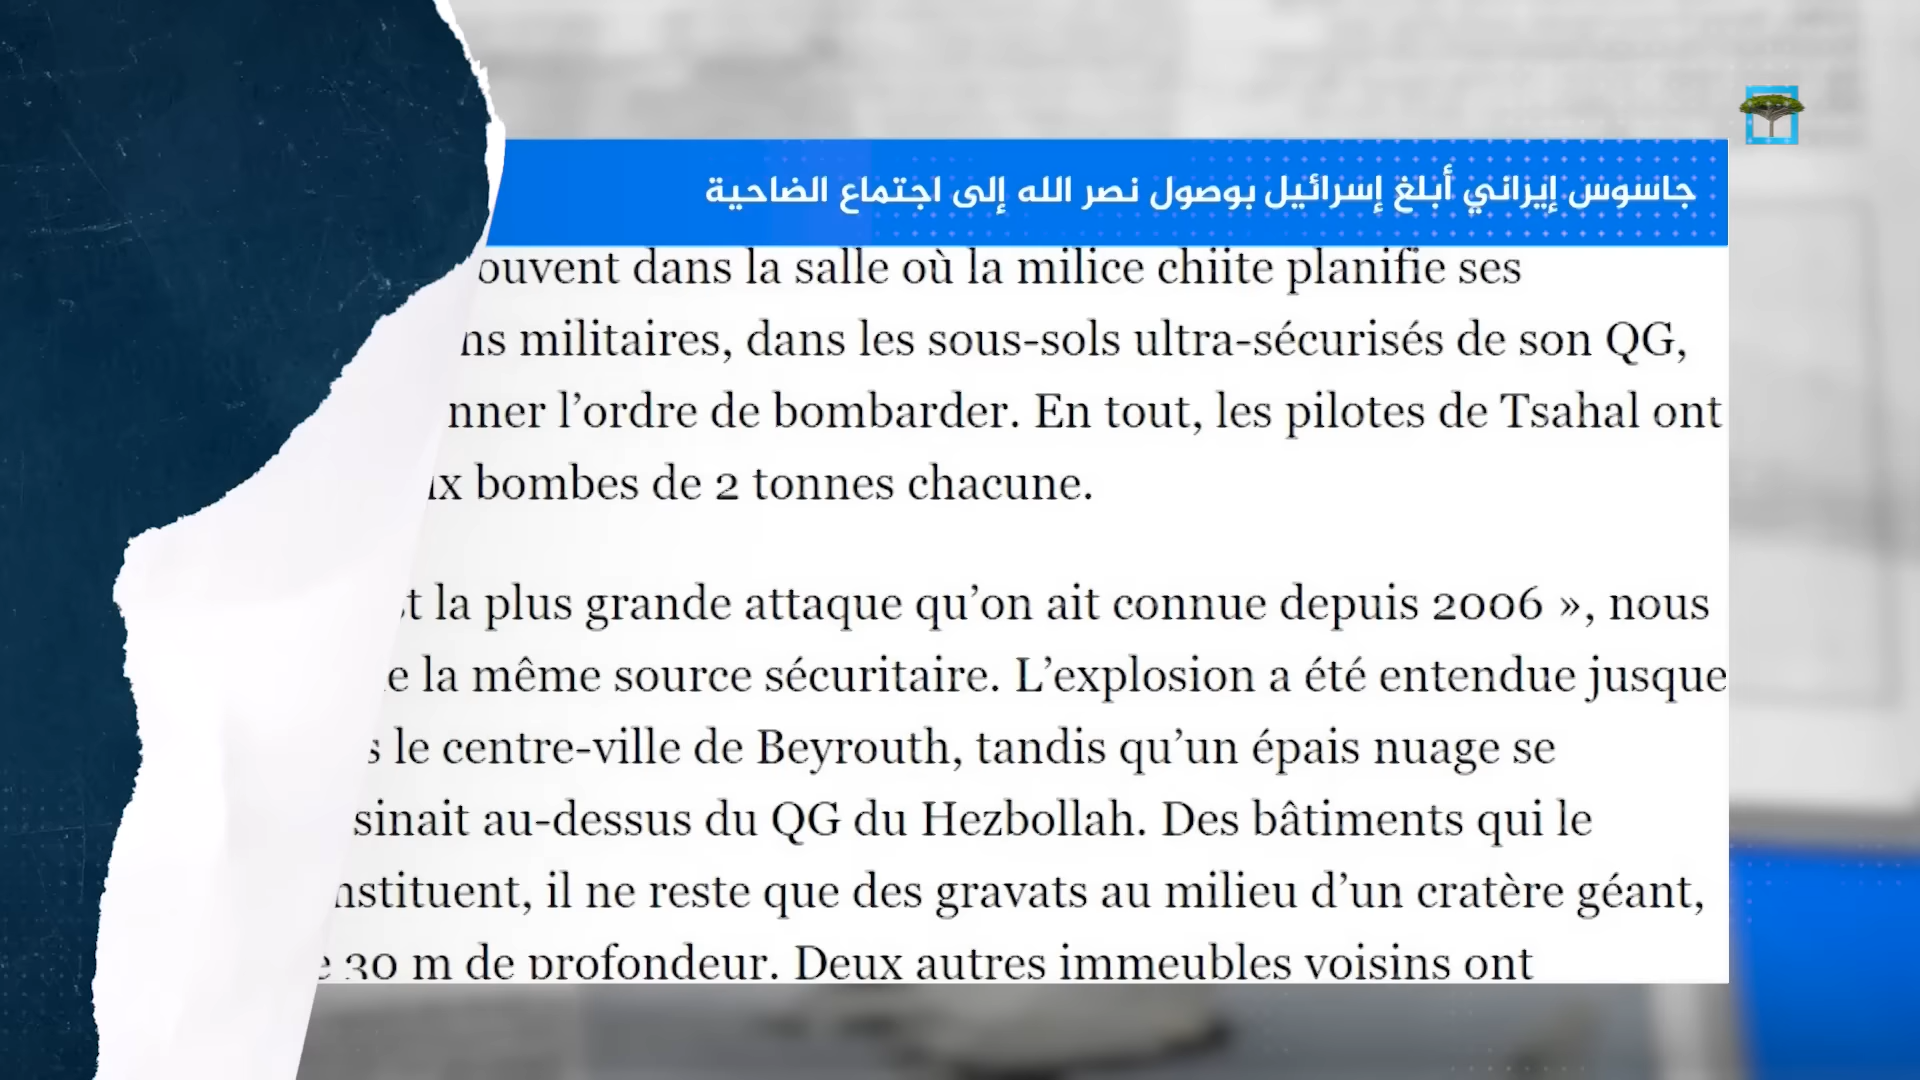 جاسوس إيراني أبلغ إسرائيل بوصول نصر الله إلى اجتماع الضاحية
dans la salle où la milice chiite planifie ses
militaires, dans les sous-sols ultra-sécurisés de son QG,
l’ordre de bombarder. En tout, les pilotes de Tsahal ont
bombes de 2 tonnes chacune.
la plus grande attaque qu’on ait connue depuis 2006 », nous
la même source sécuritaire. L’explosion a été entendue jusque
le centre-ville de Beyrouth, tandis qu’un épais nuage se
au-dessus du QG du Hezbollah. Des bâtiments qui le
il ne reste que des gravats au milieu d’un cratère géant,
30 m de profondeur. Deux autres immeubles voisins ont